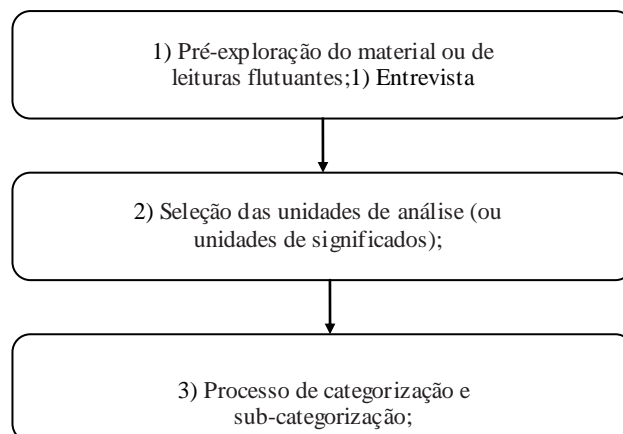 1) Pré-exploração do material ou de
leituras flutuantes;1) Entrevista
2) Seleção das unidades de análise (ou
unidades de significados);
3) Processo de categorização e
sub-categorização;